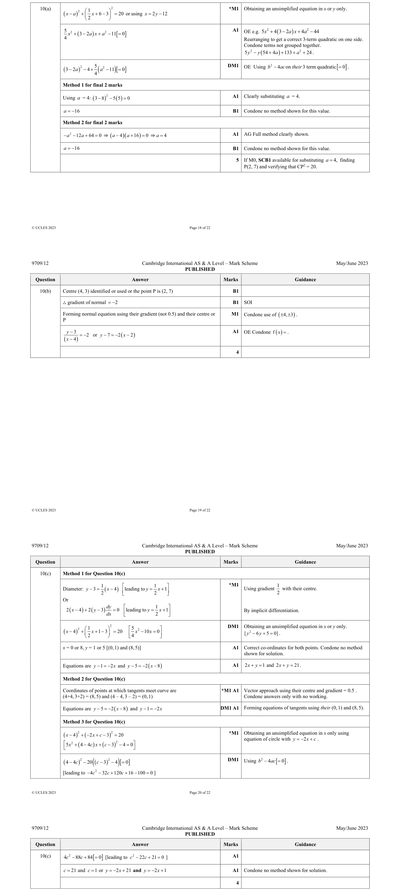 10(a)
(x − a)² + (1/2 x + 6 − 3)² = 20 or using x = 2y − 12
*M1
Obtaining an unsimplified equation in x or y only.
5/4 x² + (3 − 2a)x + a² − 11[= 0]
A1
OE e.g. 5x² + 4(3 − 2a)x + 4a² − 44
Rearranging to get a correct 3-term quadratic on one side.
Condone terms not grouped together.
5y² − y(54 + 4a) + 133 + a² + 24.
(3 − 2a)² − 4 × 5/4 (a² − 11)[= 0]
DM1
OE Using b² − 4ac on their 3 term quadratic [= 0].
Method 1 for final 2 marks
Using a = 4: (3 − 8)² − 5(5) = 0
A1
Clearly substituting a = 4.
a = −16
B1
Condone no method shown for this value.
Method 2 for final 2 marks
−a² − 12a + 64 = 0 ⇒ (a − 4)(a + 16) = 0 ⇒ a = 4
A1
AG Full method clearly shown.
a = −16
B1
Condone no method shown for this value.
5
If M0, SCB1 available for substituting a = 4, finding
P(2, 7) and verifying that CP² = 20.
© UCLES 2023
Page 18 of 22
9709/12
Cambridge International AS & A Level – Mark Scheme
May/June 2023
PUBLISHED
Question
Answer
Marks
Guidance
10(b)
Centre (4, 3) identified or used or the point P is (2, 7)
B1
∴ gradient of normal = −2
B1
SOI
Forming normal equation using their gradient (not 0.5) and their centre or
P
M1
Condone use of (±4, ±3).
(y − 3)/(x − 4) = −2 or y − 7 = −2(x − 2)
A1
OE Condone f(x) = .
4
© UCLES 2023
Page 19 of 22
9709/12
Cambridge International AS & A Level – Mark Scheme
May/June 2023
PUBLISHED
Question
Answer
Marks
Guidance
10(c)
Method 1 for Question 10(c)
Diameter: y − 3 = 1/2 (x − 4) [leading to y = 1/2 x + 1]
*M1
Using gradient 1/2 with their centre.
Or
2(x − 4) + 2(y − 3) dy/dx = 0 [leading to y = 1/2 x + 1]
By implicit differentiation.
(x − 4)² + (1/2 x + 1 − 3)² = 20 [5/4 x² − 10x = 0]
DM1
Obtaining an unsimplified equation in x or y only.
[y² − 6y + 5 = 0].
x = 0 or 8, y = 1 or 5 [(0, 1) and (8, 5)]
A1
Correct co-ordinates for both points. Condone no method
shown for solution.
Equations are y − 1 = −2x and y − 5 = −2(x − 8)
A1
2x + y = 1 and 2x + y = 21.
Method 2 for Question 10(c)
Coordinates of points at which tangents meet curve are
(4+4, 3+2) = (8, 5) and (4 − 4, 3 − 2) = (0, 1)
*M1 A1
Vector approach using their centre and gradient = 0.5 .
Condone answers only with no working.
Equations are y − 5 = −2(x − 8) and y − 1 = −2x
DM1 A1
Forming equations of tangents using their (0, 1) and (8, 5).
Method 3 for Question 10(c)
(x − 4)² + (−2x + c − 3)² = 20
[5x² + (4 − 4c)x + (c − 3)² − 4 = 0]
*M1
Obtaining an unsimplified equation in x only using
equation of circle with y = −2x + c .
(4 − 4c)² − 20[(c − 3)² − 4] = 0
[leading to −4c² − 32c + 120c + 16 − 100 = 0 ]
DM1
Using b² − 4ac[= 0].
© UCLES 2023
Page 20 of 22
9709/12
Cambridge International AS & A Level – Mark Scheme
May/June 2023
PUBLISHED
Question
Answer
Marks
Guidance
10(c)
4c² − 88c + 84[= 0] [leading to c² − 22c + 21 = 0 ]
A1
c = 21 and c = 1 or y = −2x + 21 and y = −2x + 1
A1
Condone no method shown for solution.
4